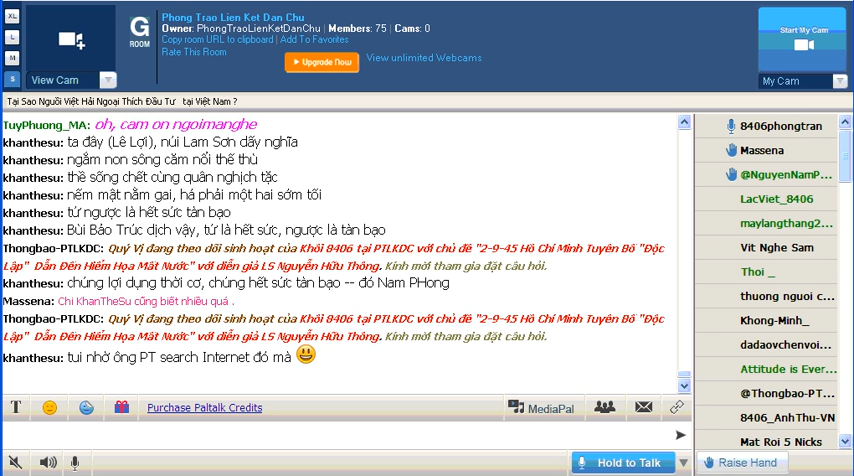 XL
L
M
S
View Cam
G
ROOM
Phong Trao Lien Ket Dan Chu
Owner: PhongTraoLienKetDanChu | Members: 75 | Cams: 0
Copy room URL to clipboard | Add To Favorites
Rate This Room
Upgrade Now
View unlimited Webcams
Start My Cam
My Cam
Tại Sao Người Việt Hải Ngoại Thích Đầu Tư tại Việt Nam ?
TuyPhuong_MA: oh, cam on ngoimanghe
khanthesu: ta đây (Lê Lợi), núi Lam Sơn dấy nghĩa
khanthesu: ngắm non sông căm nổi thế thù
khanthesu: thề sống chết cùng quân nghịch tặc
khanthesu: nếm mật nằm gai, há phải một hai sớm tối
khanthesu: tứ ngược là hết sức tàn bạo
khanthesu: Bùi Bảo Trúc dịch vậy, tứ là hết sức, ngược là tàn bạo
Thongbao-PTLKDC: Quý Vị đang theo dõi sinh hoạt của Khối 8406 tại PTLKDC với chủ đề "2-9-45 Hồ Chí Minh Tuyên Bố "Độc
Lập" Dẫn Đến Hiểm Họa Mất Nước" với diễn giả LS Nguyễn Hữu Thống. Kính mời tham gia đặt câu hỏi.
khanthesu: chúng lợi dụng thời cơ, chúng hết sức tàn bạo -- đó Nam PHong
Massena: Chi KhanTheSu cũng biết nhiều quá .
Thongbao-PTLKDC: Quý Vị đang theo dõi sinh hoạt của Khối 8406 tại PTLKDC với chủ đề "2-9-45 Hồ Chí Minh Tuyên Bố "Độc
Lập" Dẫn Đến Hiểm Họa Mất Nước" với diễn giả LS Nguyễn Hữu Thống. Kính mời tham gia đặt câu hỏi.
khanthesu: tui nhờ ông PT search Internet đó mà
8406phongtran
Massena
@NguyenNamP...
LacViet_8406
maylangthang2...
Vit Nghe Sam
Thoi _
thuong nguoi c...
Khong-Minh_
dadaovchenvoi...
Attitude is Ever...
@Thongbao-PT...
8406_AnhThu-VN
Mat Roi 5 Nicks
T
Purchase Paltalk Credits
MediaPal
Hold to Talk
Raise Hand